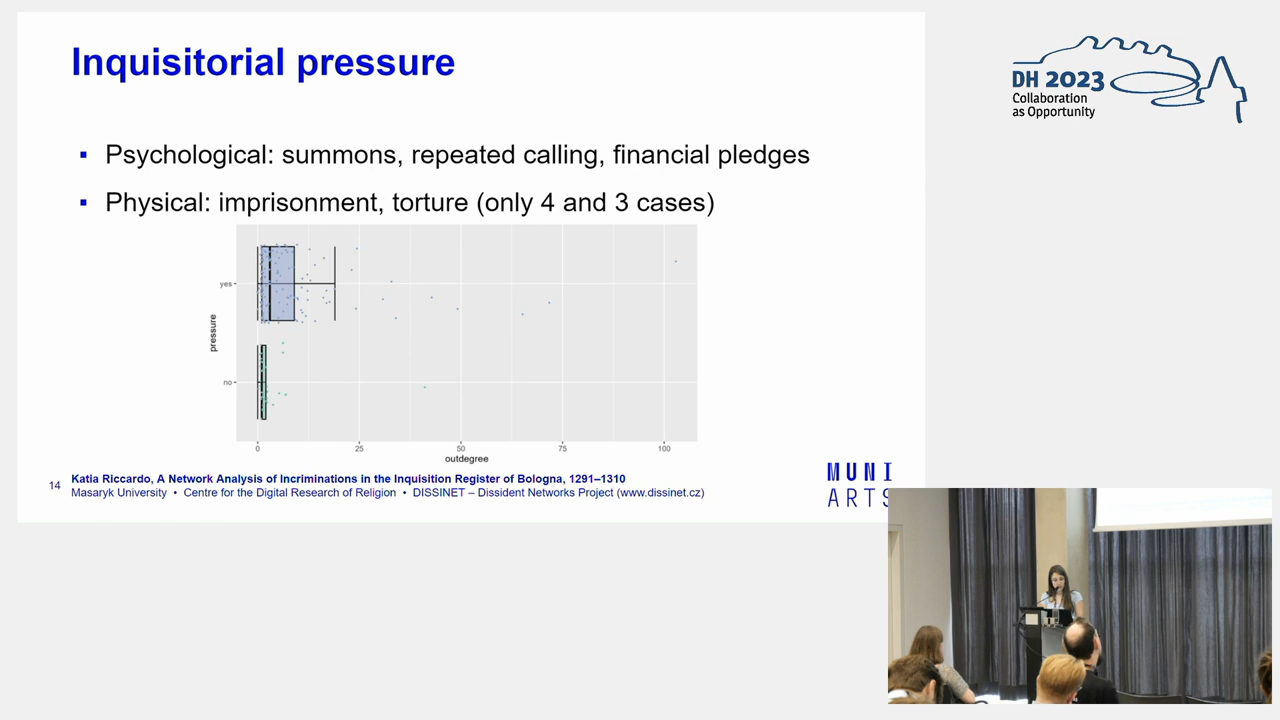 Inquisitorial pressure
DH 2023
Collaboration
as Opportunity
▪ Psychological: summons, repeated calling, financial pledges
▪ Physical: imprisonment, torture (only 4 and 3 cases)
yes
pressure
no
0 25 50 75 100
outdegree
14
Katia Riccardo, A Network Analysis of Incriminations in the Inquisition Register of Bologna, 1291–1310
Masaryk University • Centre for the Digital Research of Religion • DISSINET – Dissident Networks Project (www.dissinet.cz)
MUNI
ARTS